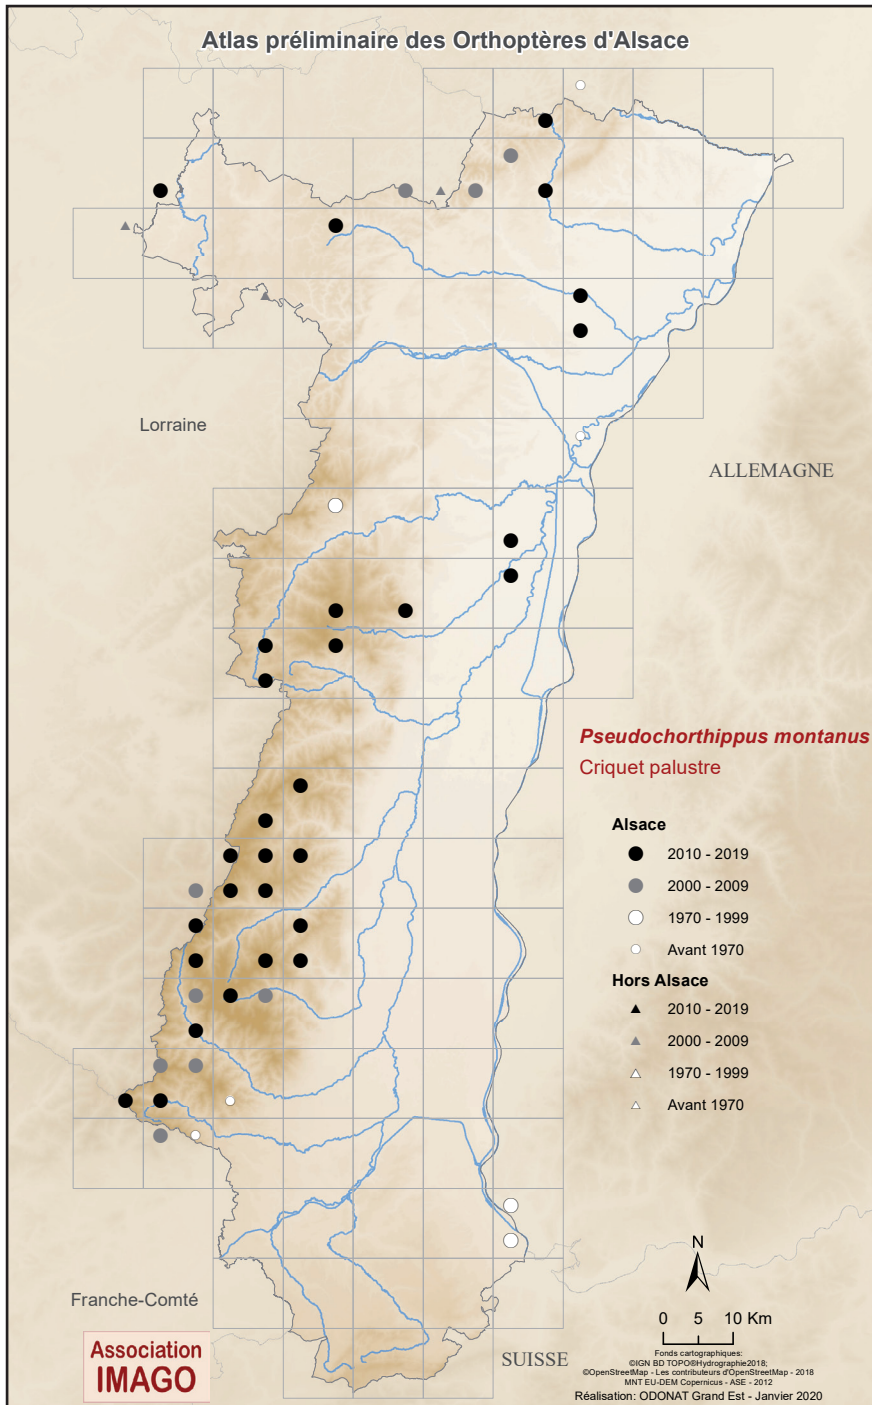 Atlas préliminaire des Orthoptères d'Alsace
Lorraine
ALLEMAGNE
Pseudochorthippus montanus
Criquet palustre
Alsace
2010 - 2019
2000 - 2009
1970 - 1999
Avant 1970
Hors Alsace
2010 - 2019
2000 - 2009
1970 - 1999
Avant 1970
Franche-Comté
SUISSE
N
0 5 10 Km
Association
IMAGO
Fonds cartographiques:
©IGN BD TOPO®Hydrographie2018;
©OpenStreetMap - Les contributeurs d'OpenStreetMap - 2018
MNT EU-DEM Copernicus - ASE - 2012
Réalisation: ODONAT Grand Est - Janvier 2020